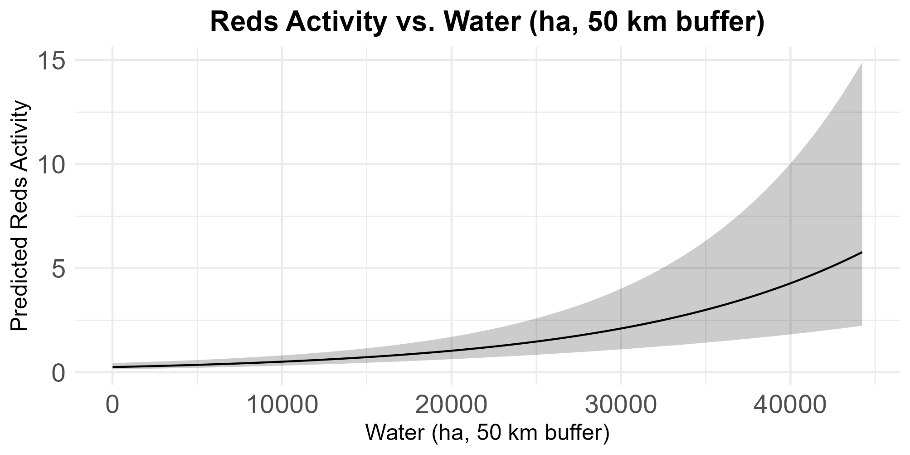 Reds Activity vs. Water (ha, 50 km buffer)
Predicted Reds Activity
15
10
5
0
0 10000 20000 30000 40000
Water (ha, 50 km buffer)